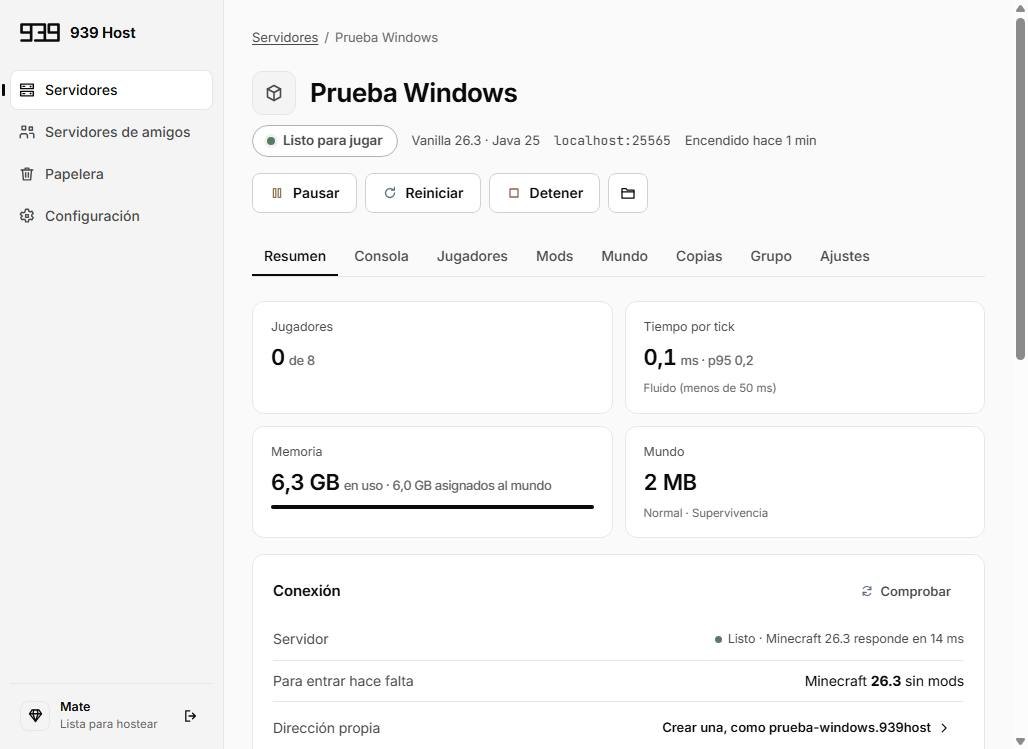 939 939 Host
Servidores
Servidores de amigos
Papelera
Configuración
Mate
Lista para hostear
Servidores / Prueba Windows
Prueba Windows
Listo para jugar Vanilla 26.3 · Java 25 localhost:25565 Encendido hace 1 min
Pausar Reiniciar Detener
Resumen Consola Jugadores Mods Mundo Copias Grupo Ajustes
Jugadores
0 de 8
Tiempo por tick
0,1 ms · p95 0,2
Fluido (menos de 50 ms)
Memoria
6,3 GB en uso · 6,0 GB asignados al mundo
Mundo
2 MB
Normal · Supervivencia
Conexión Comprobar
Servidor Listo · Minecraft 26.3 responde en 14 ms
Para entrar hace falta Minecraft 26.3 sin mods
Dirección propia Crear una, como prueba-windows.939host